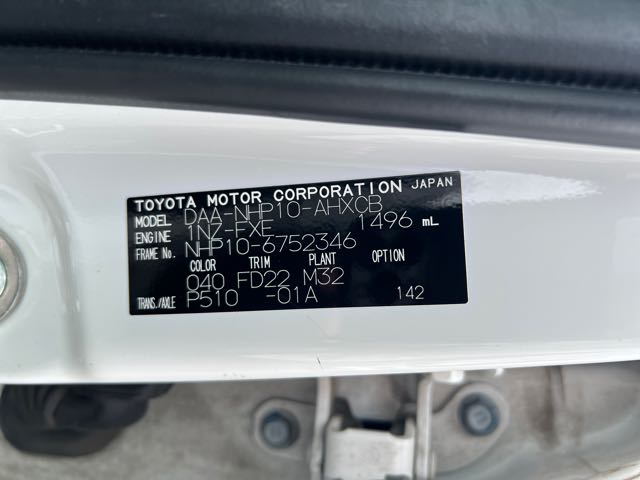 TOYOTA MOTOR CORPORATION JAPAN
MODEL DAA-NHP10-AHXCB
ENGINE 1NZ-FXE 1496 mL
FRAME No. NHP10-6752346
COLOR TRIM PLANT OPTION
040 FD22 M32
TRANS./AXLE P510 -01A 142